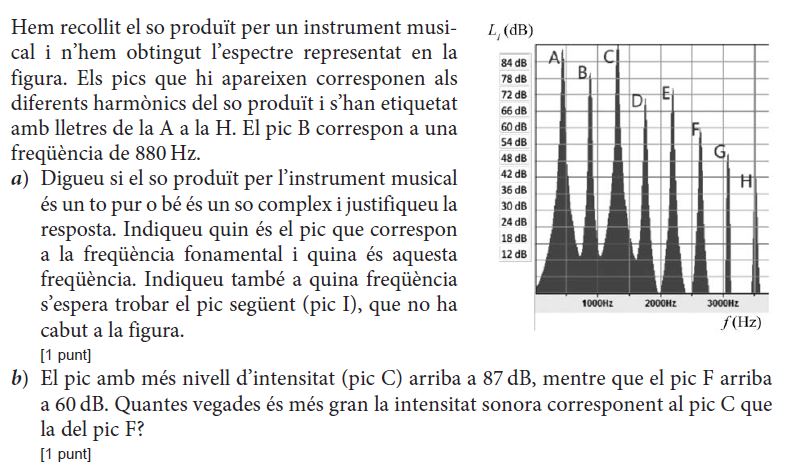 Hem recollit el so produït per un instrument musi-
cal i n’hem obtingut l’espectre representat en la
figura. Els pics que hi apareixen corresponen als
diferents harmònics del so produït i s’han etiquetat
amb lletres de la A a la H. El pic B correspon a una
freqüència de 880 Hz.
a) Digueu si el so produït per l’instrument musical
és un to pur o bé és un so complex i justifiqueu la
resposta. Indiqueu quin és el pic que correspon
a la freqüència fonamental i quina és aquesta
freqüència. Indiqueu també a quina freqüència
s’espera trobar el pic següent (pic I), que no ha
cabut a la figura.
[1 punt]
L_i (dB)
84 dB
78 dB
72 dB
66 dB
60 dB
54 dB
48 dB
42 dB
36 dB
30 dB
24 dB
18 dB
12 dB
A
B
C
D
E
F
G
H
1000Hz 2000Hz 3000Hz
f (Hz)
b) El pic amb més nivell d’intensitat (pic C) arriba a 87 dB, mentre que el pic F arriba
a 60 dB. Quantes vegades és més gran la intensitat sonora corresponent al pic C que
la del pic F?
[1 punt]